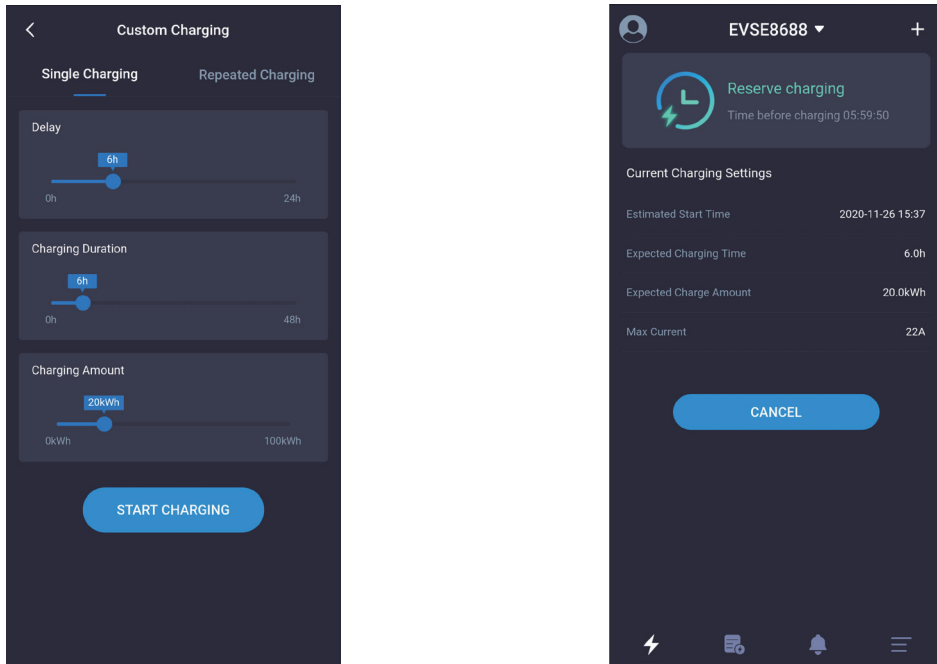 Custom Charging
Single Charging Repeated Charging
Delay
6h
0h 24h
Charging Duration
6h
0h 48h
Charging Amount
20kWh
0kWh 100kWh
START CHARGING
EVSE8688
Reserve charging
Time before charging 05:59:50
Current Charging Settings
Estimated Start Time 2020-11-26 15:37
Expected Charging Time 6.0h
Expected Charge Amount 20.0kWh
Max Current 22A
CANCEL